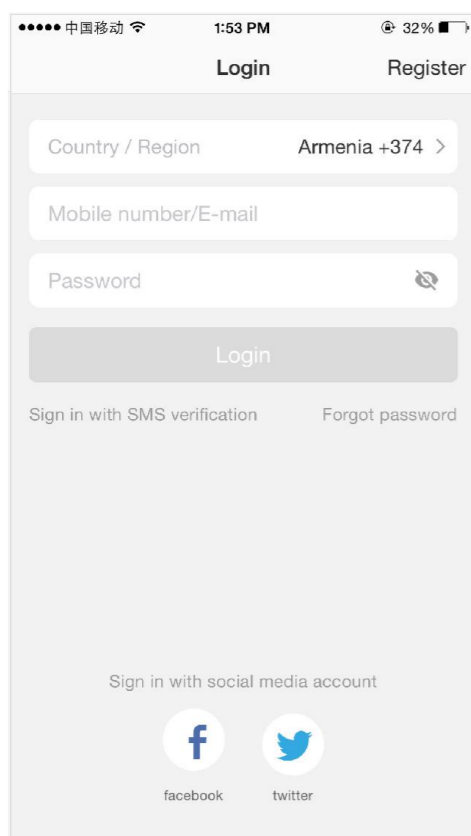 中国移动 1:53 PM 32%
Login Register
Country / Region Armenia +374 >
Mobile number/E-mail
Password
Login
Sign in with SMS verification Forgot password
Sign in with social media account
facebook twitter